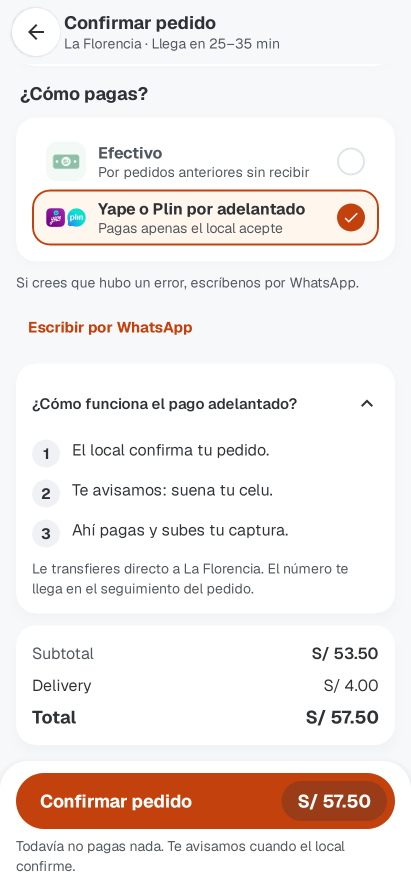 Confirmar pedido
La Florencia · Llega en 25–35 min
¿Cómo pagas?
Efectivo
Por pedidos anteriores sin recibir
yape
plin
Yape o Plin por adelantado
Pagas apenas el local acepte
Si crees que hubo un error, escríbenos por WhatsApp.
Escribir por WhatsApp
¿Cómo funciona el pago adelantado?
1 El local confirma tu pedido.
2 Te avisamos: suena tu celu.
3 Ahí pagas y subes tu captura.
Le transfieres directo a La Florencia. El número te
llega en el seguimiento del pedido.
Subtotal S/ 53.50
Delivery S/ 4.00
Total S/ 57.50
Confirmar pedido S/ 57.50
Todavía no pagas nada. Te avisamos cuando el local
confirme.